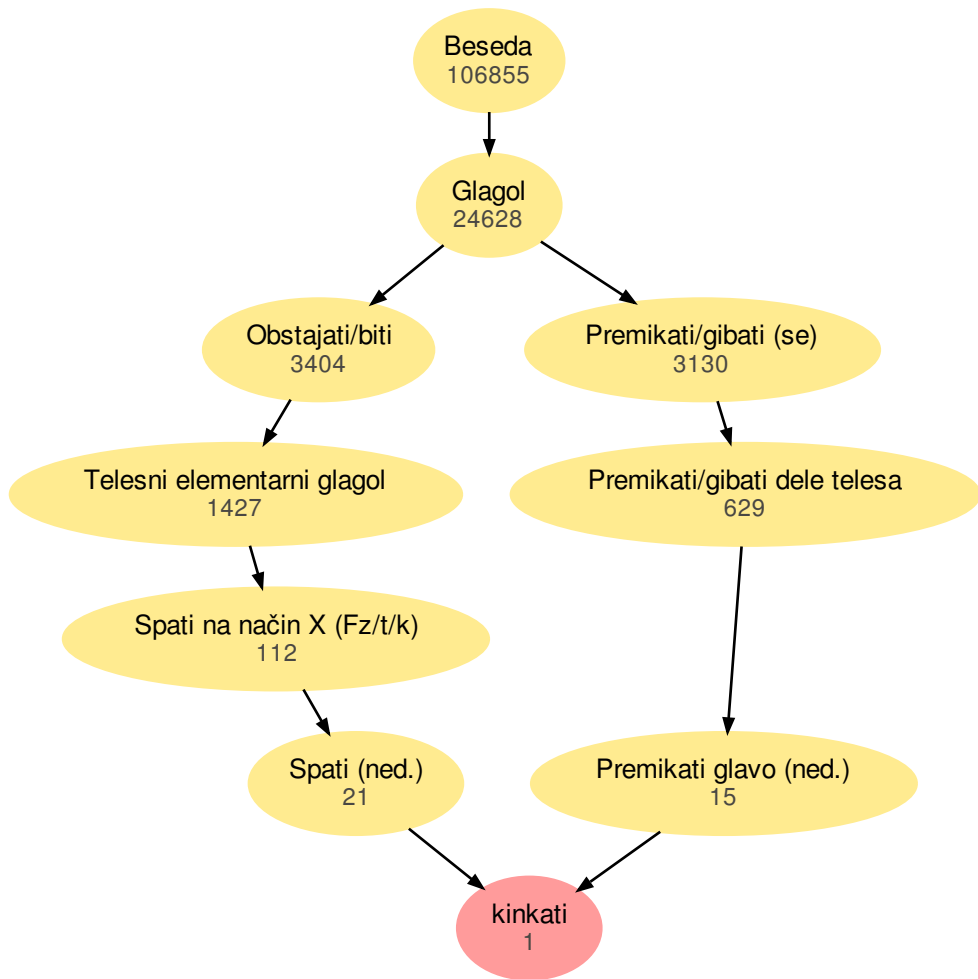 Beseda
106855
Glagol
24628
Obstajati/biti
3404
Premikati/gibati (se)
3130
Telesni elementarni glagol
1427
Premikati/gibati dele telesa
629
Spati na način X (Fz/t/k)
112
Spati (ned.)
21
Premikati glavo (ned.)
15
kinkati
1